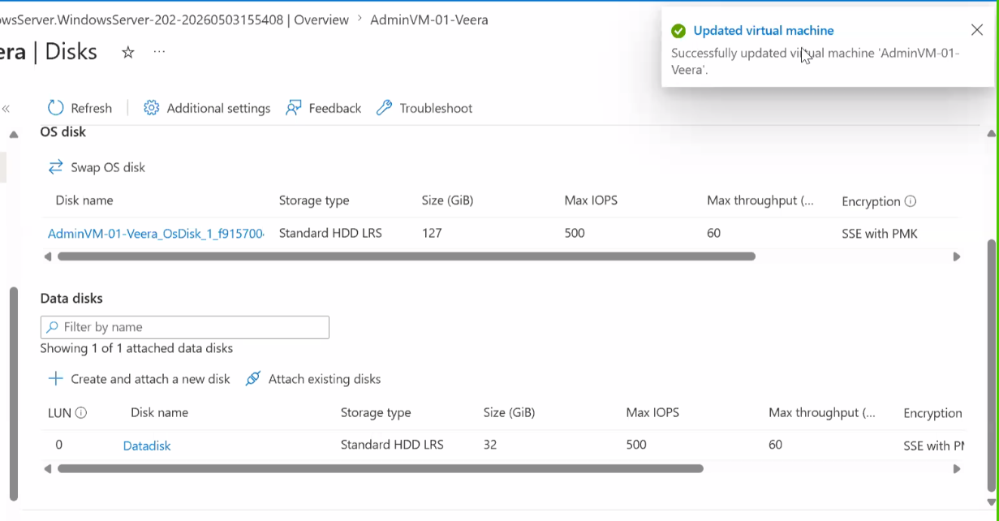 owsServer.WindowsServer-202-20260503155408 | Overview > AdminVM-01-Veera
era | Disks ☆ ...
Updated virtual machine
Successfully updated virtual machine 'AdminVM-01-
Veera'.
« Refresh Additional settings Feedback Troubleshoot
OS disk
Swap OS disk
Disk name Storage type Size (GiB) Max IOPS Max throughput (... Encryption
AdminVM-01-Veera_OsDisk_1_f915700 Standard HDD LRS 127 500 60 SSE with PMK
Data disks
Filter by name
Showing 1 of 1 attached data disks
+ Create and attach a new disk Attach existing disks
LUN Disk name Storage type Size (GiB) Max IOPS Max throughput (... Encryption
0 Datadisk Standard HDD LRS 32 500 60 SSE with PM